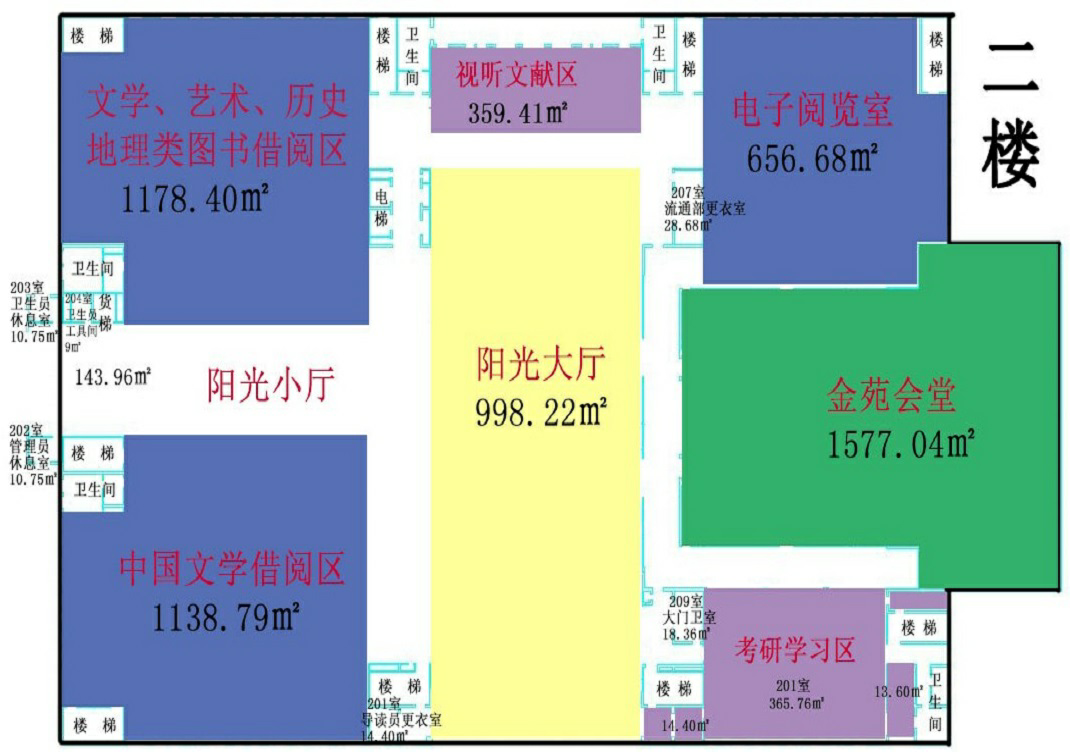 二楼
楼 梯
楼梯
卫生间
视听文献区
359.41㎡
卫生间
楼梯
楼梯
文学、艺术、历史
地理类图书借阅区
1178.40㎡
电子阅览室
656.68㎡
电梯
207室
流通部更衣室
28.68㎡
卫生间
203室
卫生员
休息室
10.75㎡
204室
卫生员
工具间
9㎡
货梯
143.96㎡
阳光小厅
阳光大厅
998.22㎡
金苑会堂
1577.04㎡
202室
管理员
休息室
10.75㎡
楼 梯
卫生间
中国文学借阅区
1138.79㎡
209室
大门卫室
18.36㎡
考研学习区
201室
365.76㎡
楼 梯
13.60㎡
卫生间
楼 梯
201室
导读员更衣室
14.40㎡
楼 梯
14.40㎡
楼 梯